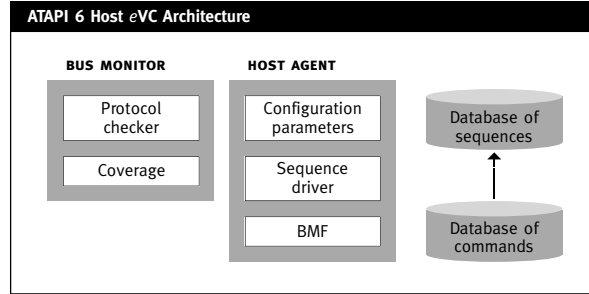 ATAPI 6 Host eVC Architecture
BUS MONITOR
Protocol
checker
Coverage
HOST AGENT
Configuration
parameters
Sequence
driver
BMF
Database of
sequences
Database of
commands